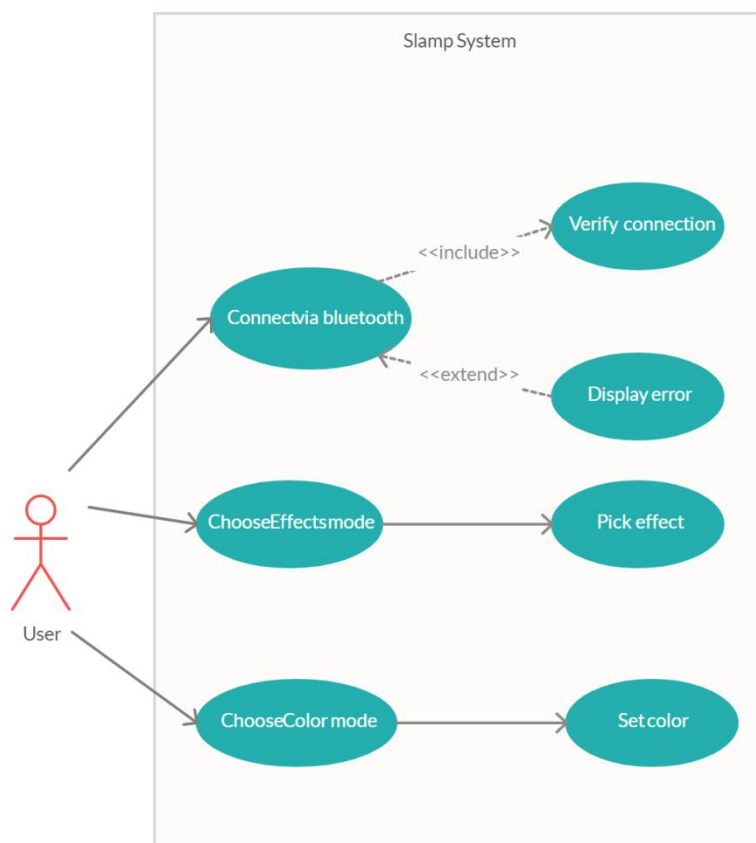 Slamp System
Verify connection
<<include>>
Connectvia bluetooth
<<extend>>
Display error
ChooseEffectsmode
Pick effect
User
ChooseColor mode
Set color